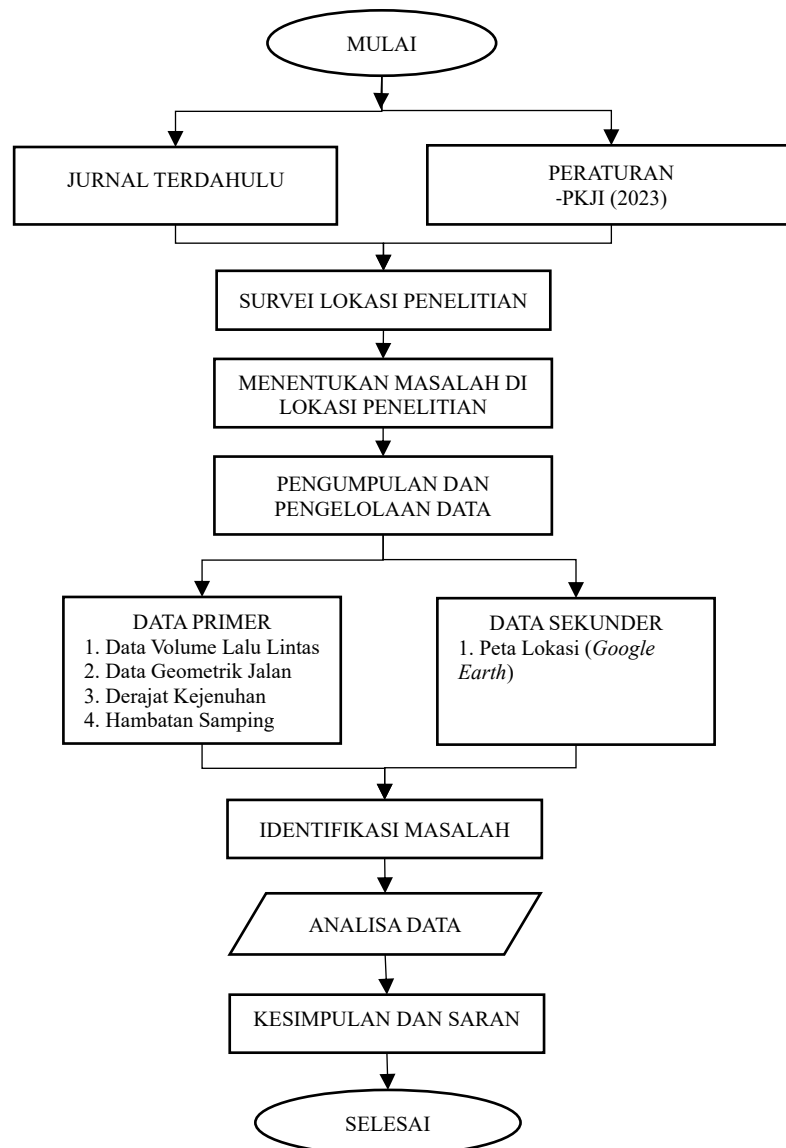 MULAI
JURNAL TERDAHULU
PERATURAN
-PKJI (2023)
SURVEI LOKASI PENELITIAN
MENENTUKAN MASALAH DI
LOKASI PENELITIAN
PENGUMPULAN DAN
PENGELOLAAN DATA
DATA PRIMER
1. Data Volume Lalu Lintas
2. Data Geometrik Jalan
3. Derajat Kejenuhan
4. Hambatan Samping
DATA SEKUNDER
1. Peta Lokasi (Google
Earth)
IDENTIFIKASI MASALAH
ANALISA DATA
KESIMPULAN DAN SARAN
SELESAI